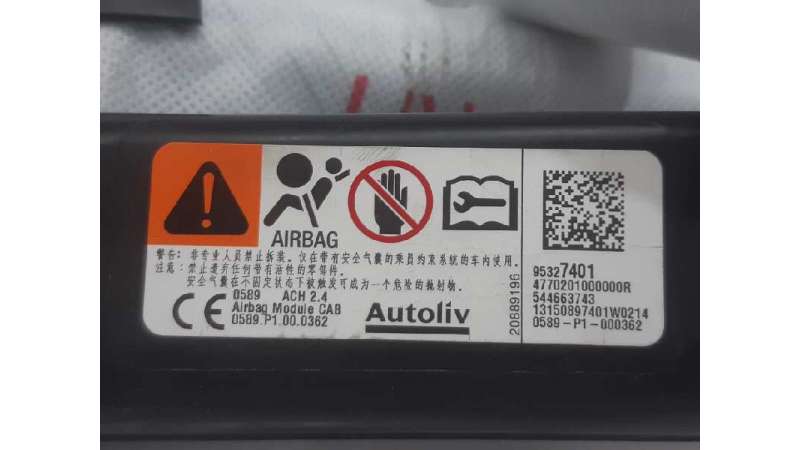 AIRBAG
警告: 非专业人员禁止拆装。仅在带有安全气囊的乘员约束系统的车内使用。
注意: 禁止遗弃任何带有活性的零部件。
安全气囊在不固定状态下被触发可成为一个危险的抛射物。
0589 ACH 2.4
Airbag Module CAB
0589.P1.00.0362
Autoliv
20889196
95327401
4770201000000R
544663743
13150897401W0214
0589-P1-000362